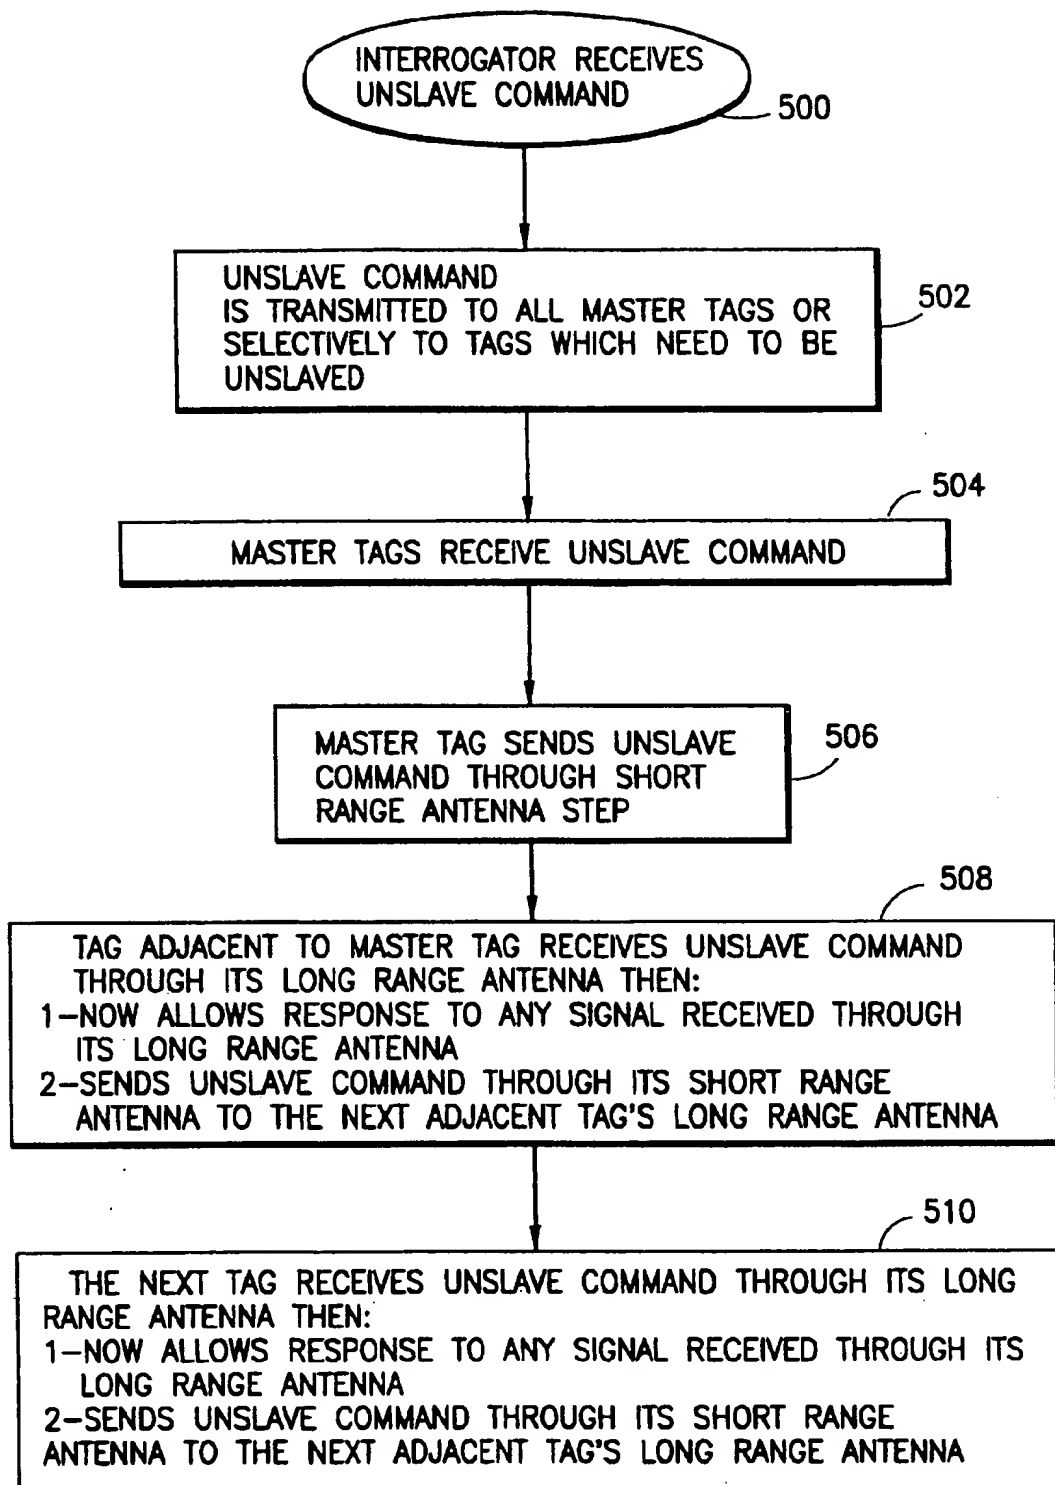 INTERROGATOR RECEIVES
UNSLAVE COMMAND
500
UNSLAVE COMMAND
IS TRANSMITTED TO ALL MASTER TAGS OR
SELECTIVELY TO TAGS WHICH NEED TO BE
UNSLAVED
502
504
MASTER TAGS RECEIVE UNSLAVE COMMAND
MASTER TAG SENDS UNSLAVE
COMMAND THROUGH SHORT
RANGE ANTENNA STEP
506
508
TAG ADJACENT TO MASTER TAG RECEIVES UNSLAVE COMMAND
THROUGH ITS LONG RANGE ANTENNA THEN:
1-NOW ALLOWS RESPONSE TO ANY SIGNAL RECEIVED THROUGH
ITS LONG RANGE ANTENNA
2-SENDS UNSLAVE COMMAND THROUGH ITS SHORT RANGE
ANTENNA TO THE NEXT ADJACENT TAG'S LONG RANGE ANTENNA
510
THE NEXT TAG RECEIVES UNSLAVE COMMAND THROUGH ITS LONG
RANGE ANTENNA THEN:
1-NOW ALLOWS RESPONSE TO ANY SIGNAL RECEIVED THROUGH ITS
LONG RANGE ANTENNA
2-SENDS UNSLAVE COMMAND THROUGH ITS SHORT RANGE
ANTENNA TO THE NEXT ADJACENT TAG'S LONG RANGE ANTENNA